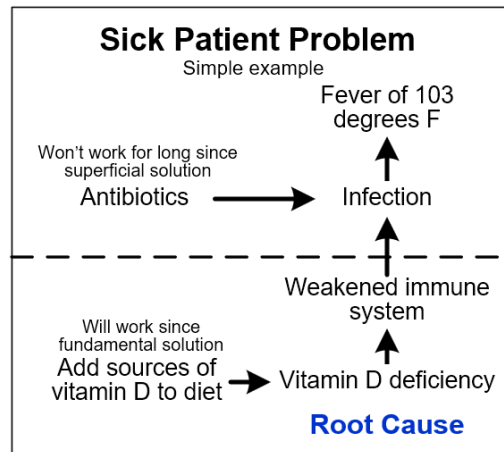 Sick Patient Problem
Simple example
Fever of 103
degrees F
Won't work for long since
superficial solution
Antibiotics
Infection
Weakened immune
system
Will work since
fundamental solution
Add sources of
vitamin D to diet
Vitamin D deficiency
Root Cause